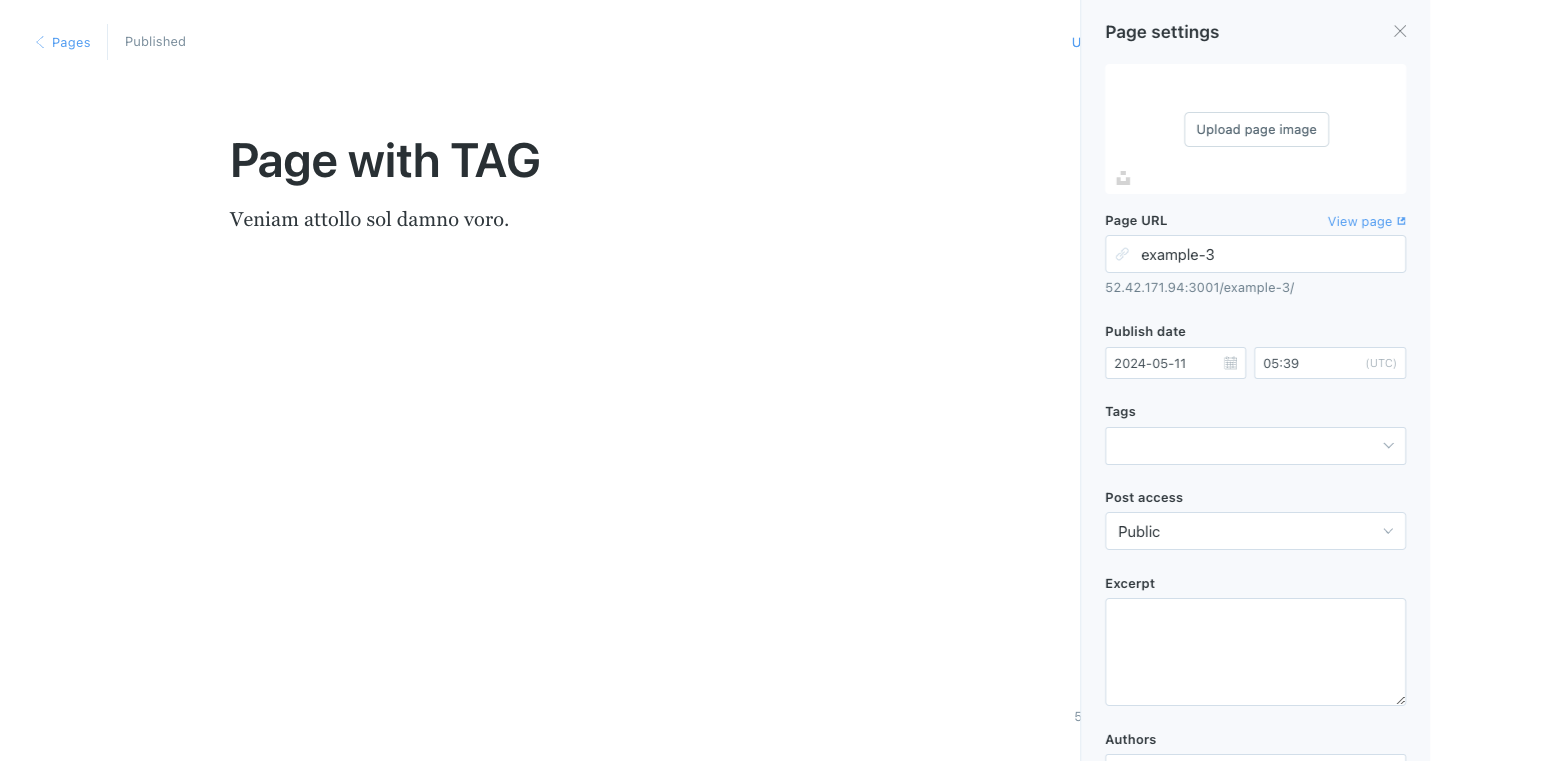 Pages
Published
U
Page with TAG
Veniam attollo sol damno voro.
5
Page settings
Upload page image
Page URL
View page
example-3
52.42.171.94:3001/example-3/
Publish date
2024-05-11
05:39 (UTC)
Tags
Post access
Public
Excerpt
Authors